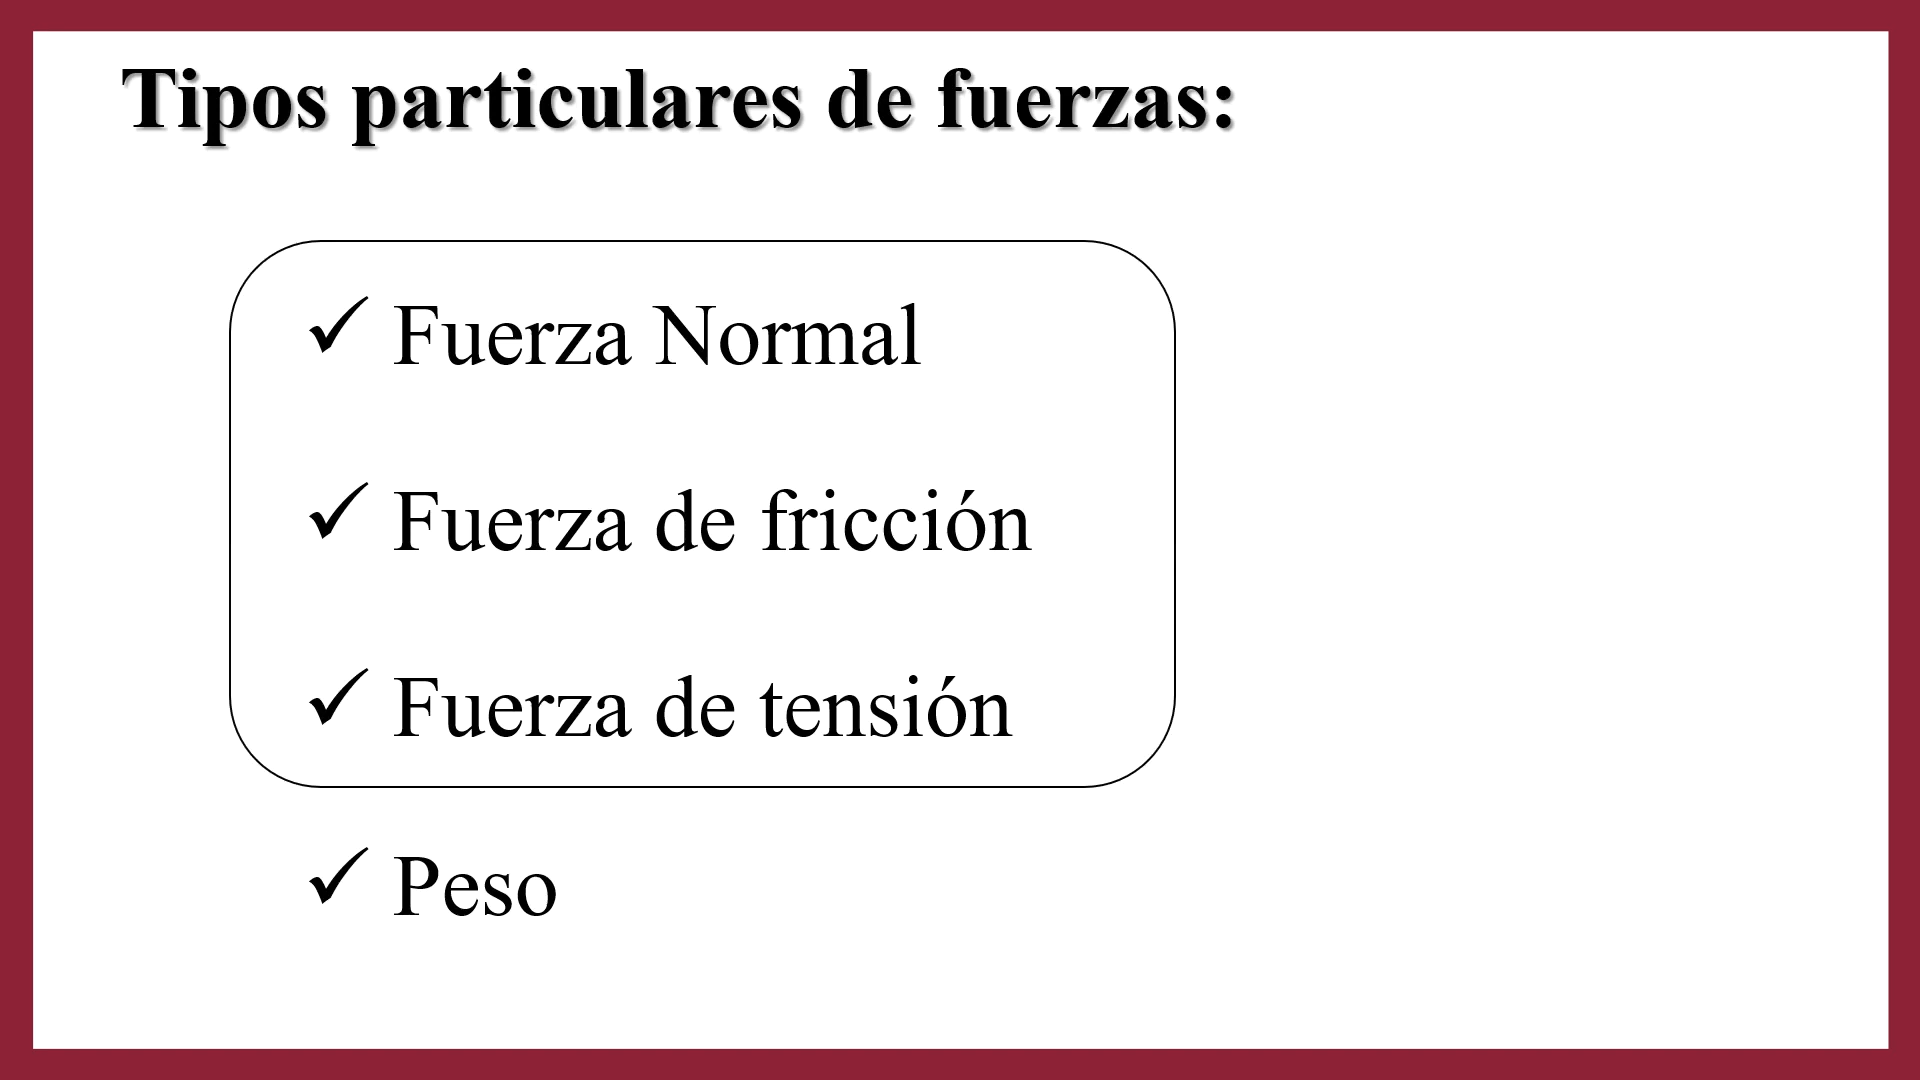 Tipos particulares de fuerzas:
✓ Fuerza Normal
✓ Fuerza de fricción
✓ Fuerza de tensión
✓ Peso